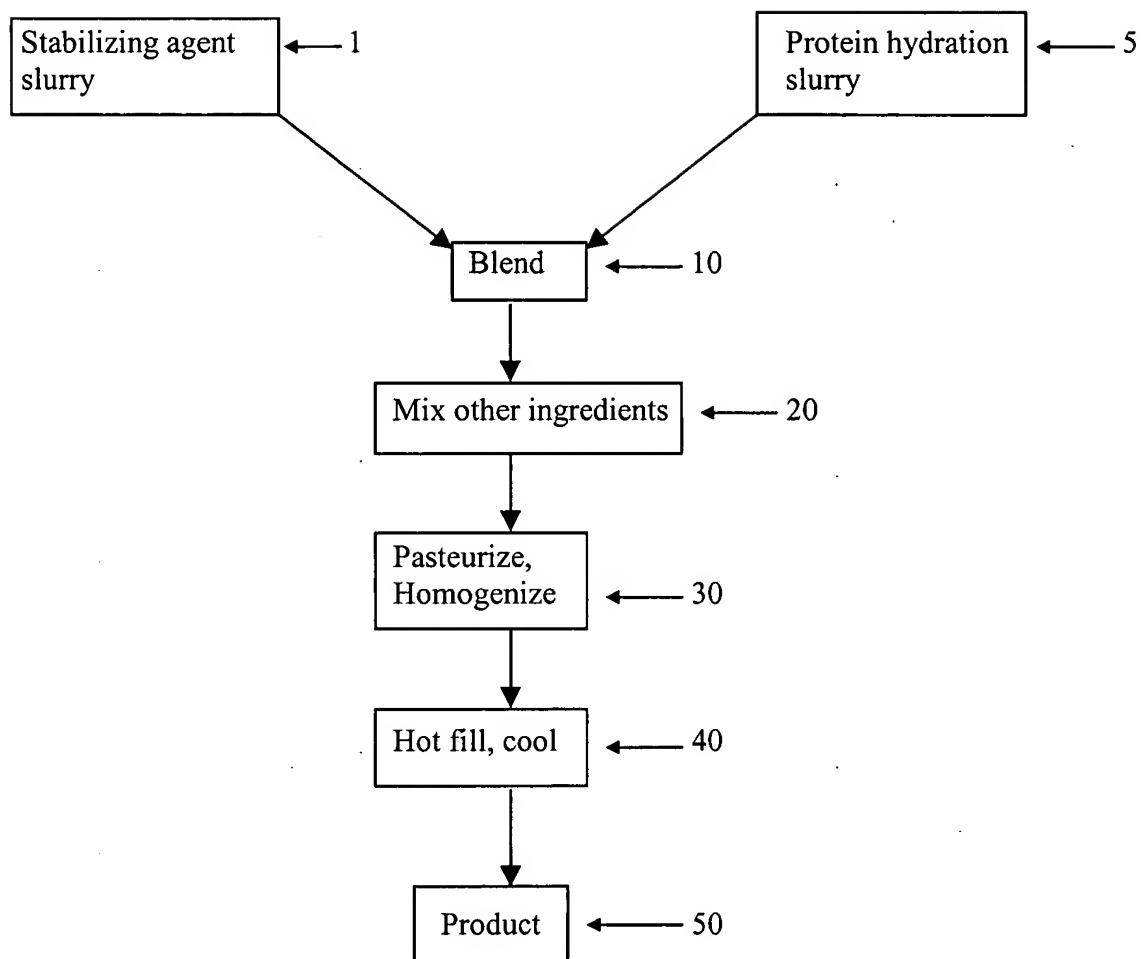 Stabilizing agent
slurry
1
Protein hydration
slurry
5
Blend
10
Mix other ingredients
20
Pasteurize,
Homogenize
30
Hot fill, cool
40
Product
50